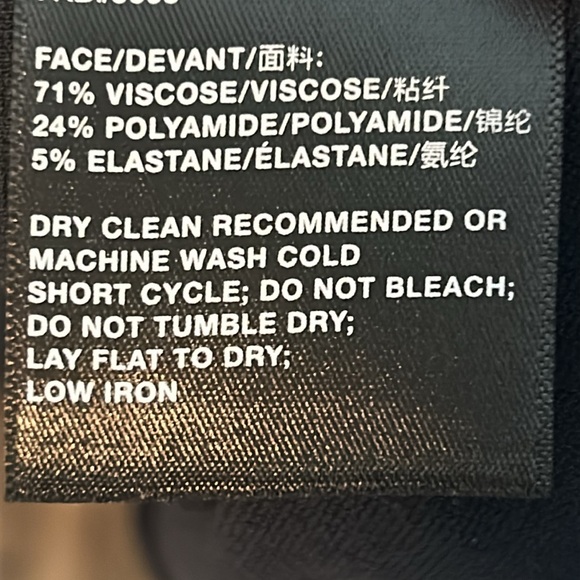 FACE/DEVANT/面料:
71% VISCOSE/VISCOSE/粘纤
24% POLYAMIDE/POLYAMIDE/锦纶
5% ELASTANE/ÉLASTANE/氨纶
DRY CLEAN RECOMMENDED OR
MACHINE WASH COLD
SHORT CYCLE; DO NOT BLEACH;
DO NOT TUMBLE DRY;
LAY FLAT TO DRY;
LOW IRON